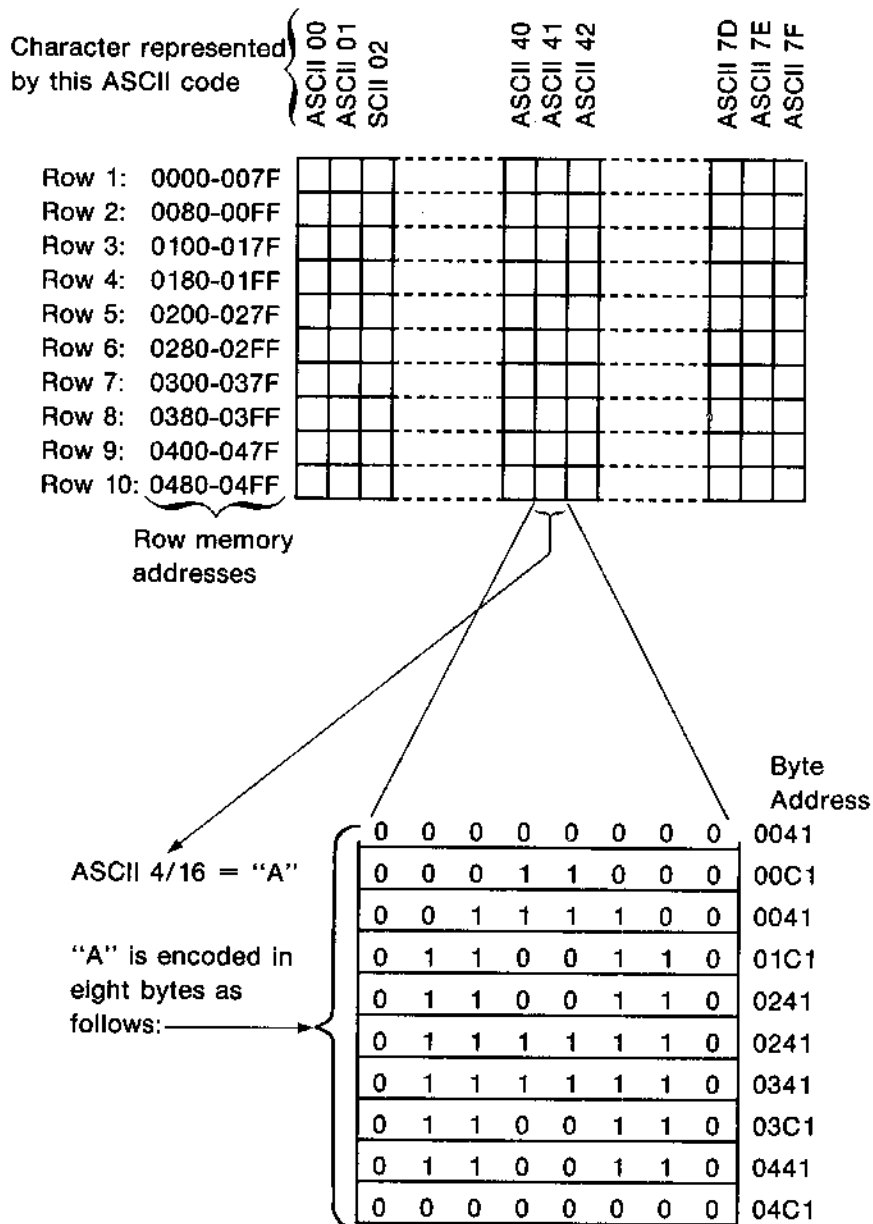 Character represented
by this ASCII code
ASCII 00
ASCII 01
SCII 02
ASCII 40
ASCII 41
ASCII 42
ASCII 7D
ASCII 7E
ASCII 7F
Row 1: 0000-007F
Row 2: 0080-00FF
Row 3: 0100-017F
Row 4: 0180-01FF
Row 5: 0200-027F
Row 6: 0280-02FF
Row 7: 0300-037F
Row 8: 0380-03FF
Row 9: 0400-047F
Row 10: 0480-04FF
Row memory
addresses
Byte
Address
0 0 0 0 0 0 0 0 0041
ASCII 4/16 = “A”
0 0 0 1 1 0 0 0 00C1
0 0 1 1 1 1 0 0 0041
“A” is encoded in
eight bytes as
follows:
0 1 1 0 0 1 1 0 01C1
0 1 1 0 0 1 1 0 0241
0 1 1 1 1 1 1 0 0241
0 1 1 1 1 1 1 0 0341
0 1 1 0 0 1 1 0 03C1
0 1 1 0 0 1 1 0 0441
0 0 0 0 0 0 0 0 04C1